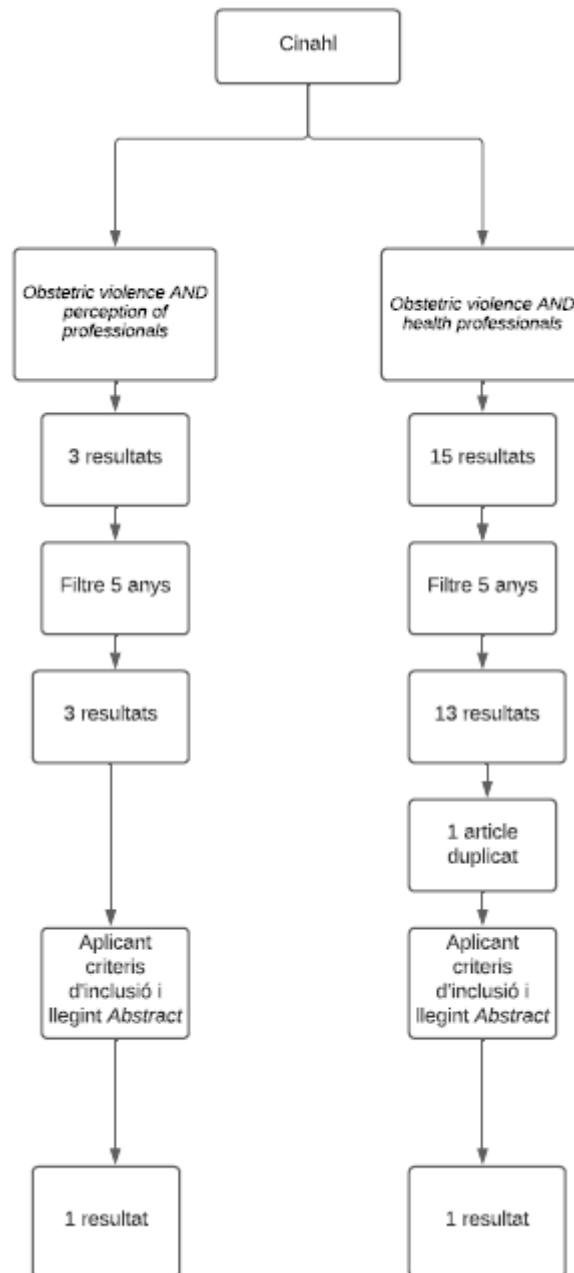 Cinahl
Obstetric violence AND
perception of
professionals
3 resultats
Filtre 5 anys
3 resultats
Aplicant
criteris
d'inclusió i
llegint Abstract
1 resultat
Obstetric violence AND
health professionals
15 resultats
Filtre 5 anys
13 resultats
1 article
duplicat
Aplicant
criteris
d'inclusió i
llegint Abstract
1 resultat